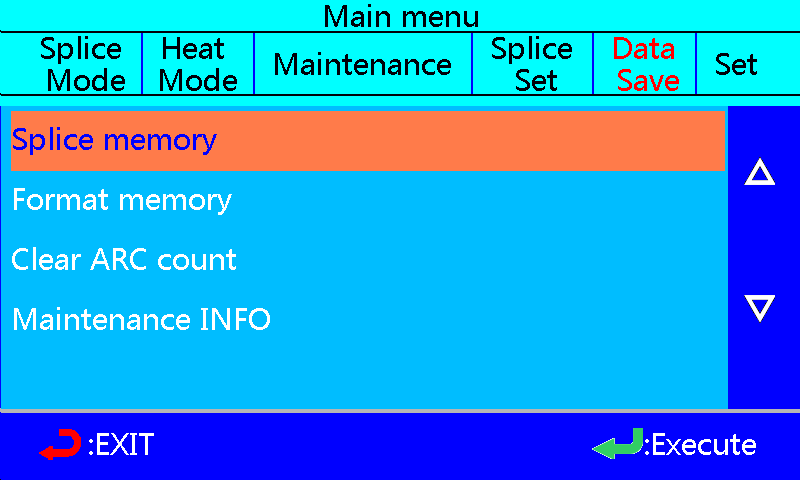 Main menu
Splice Mode
Heat Mode
Maintenance
Splice Set
Data Save
Set
Splice memory
Format memory
Clear ARC count
Maintenance INFO
:EXIT
:Execute